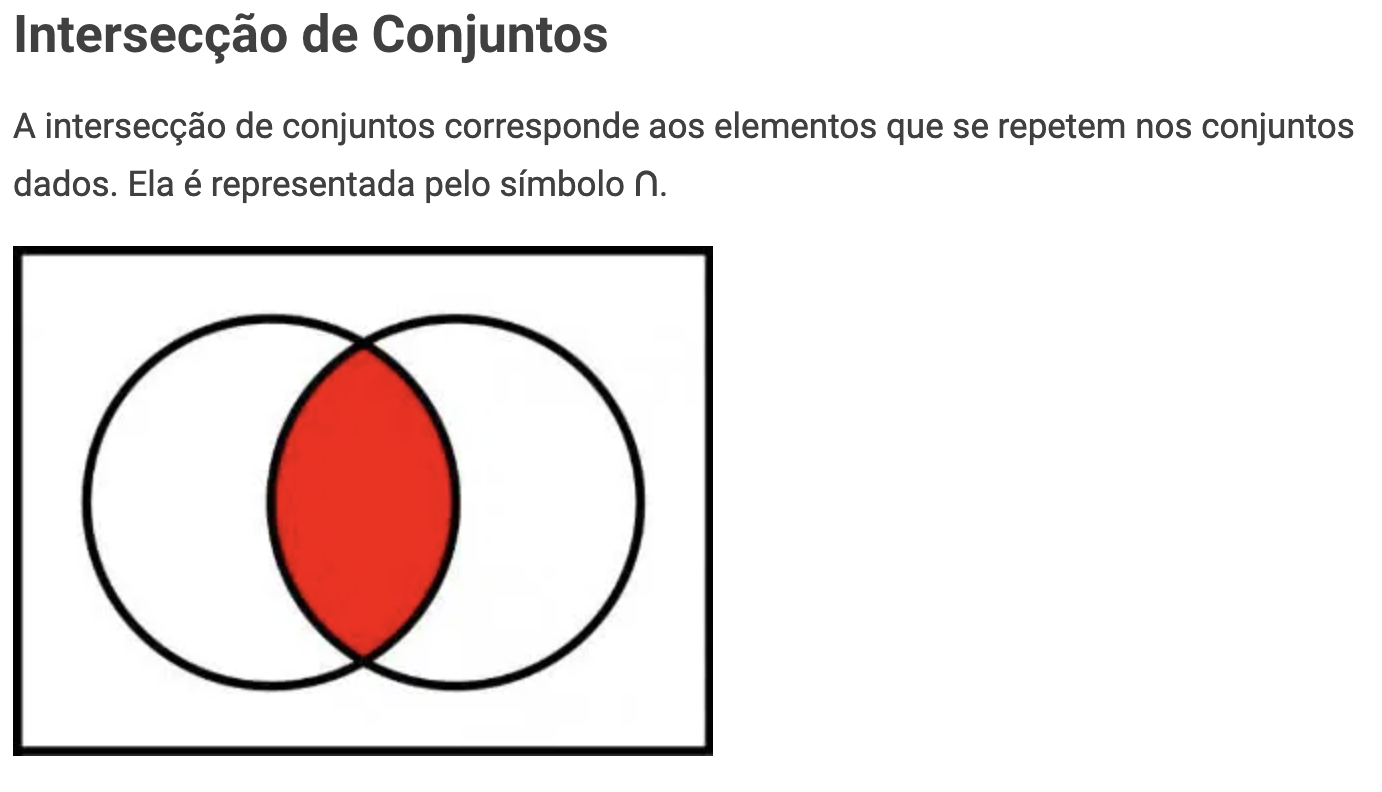 Intersecção de Conjuntos
A intersecção de conjuntos corresponde aos elementos que se repetem nos conjuntos
dados. Ela é representada pelo símbolo ∩.